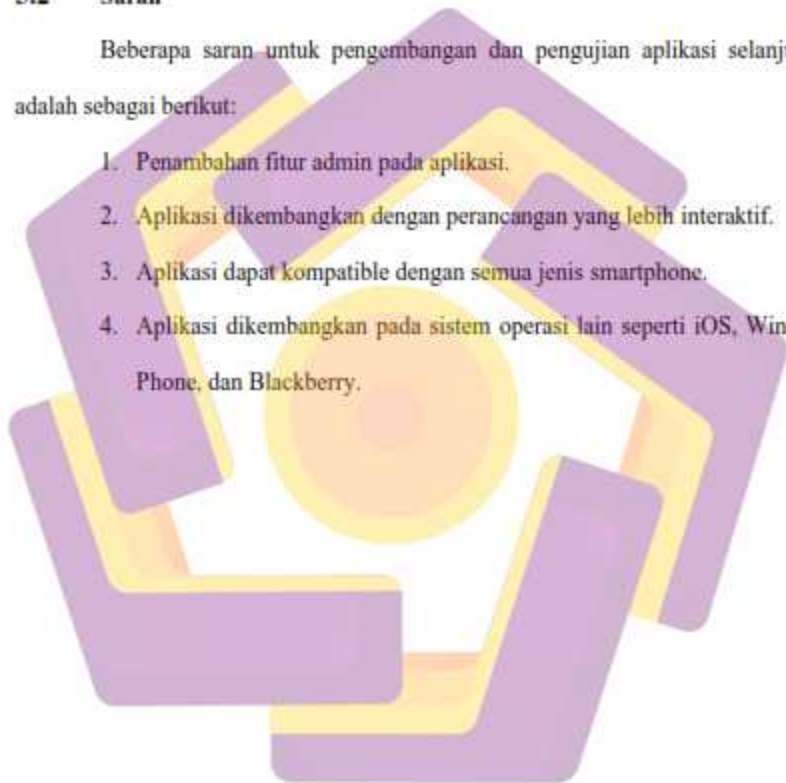 Saran
Beberapa saran untuk pengembangan dan pengujian aplikasi
adalah sebagai berikut:
1. Penambahan fitur admin pada aplikasi.
2. Aplikasi dikembangkan dengan perancangan yang lebih interaktif.
3. Aplikasi dapat kompatible dengan semua jenis smartphone.
4. Aplikasi dikembangkan pada sistem operasi lain seperti iOS,
Phone, dan Blackberry.